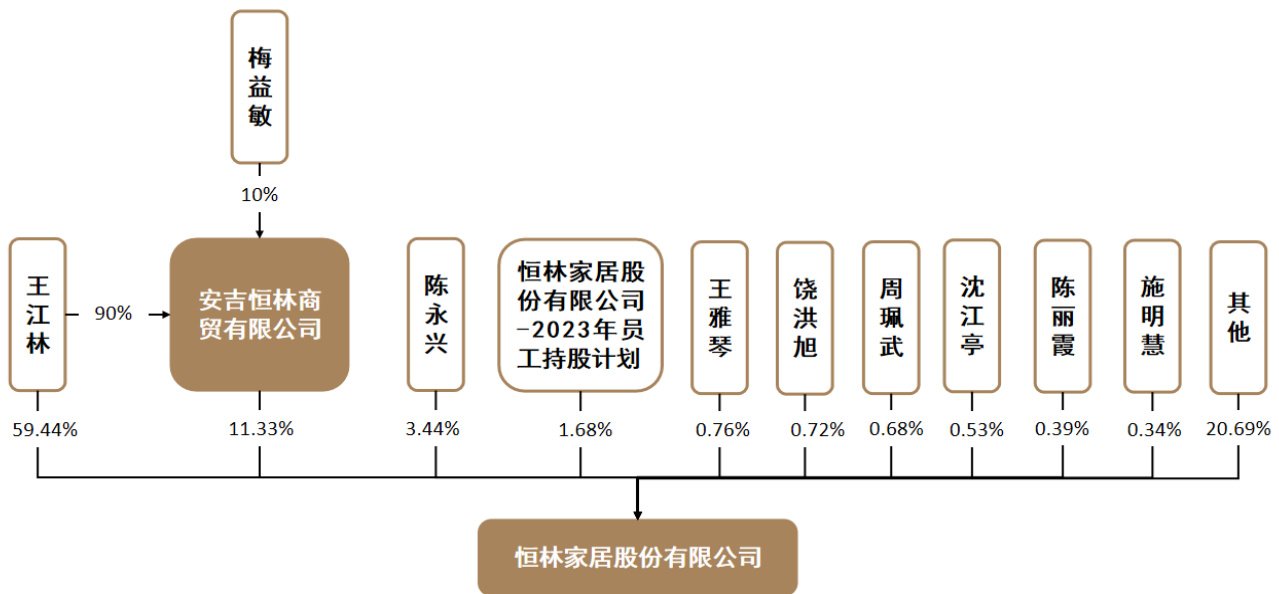 梅益敏
10%
王江林
90%
安吉恒林商
贸有限公司
陈永兴
恒林家居股
份有限公司
-2023年员
工持股计划
王雅琴
饶洪旭
周珮武
沈江亭
陈丽霞
施明慧
其他
59.44%
11.33%
3.44%
1.68%
0.76%
0.72%
0.68%
0.53%
0.39%
0.34%
20.69%
恒林家居股份有限公司